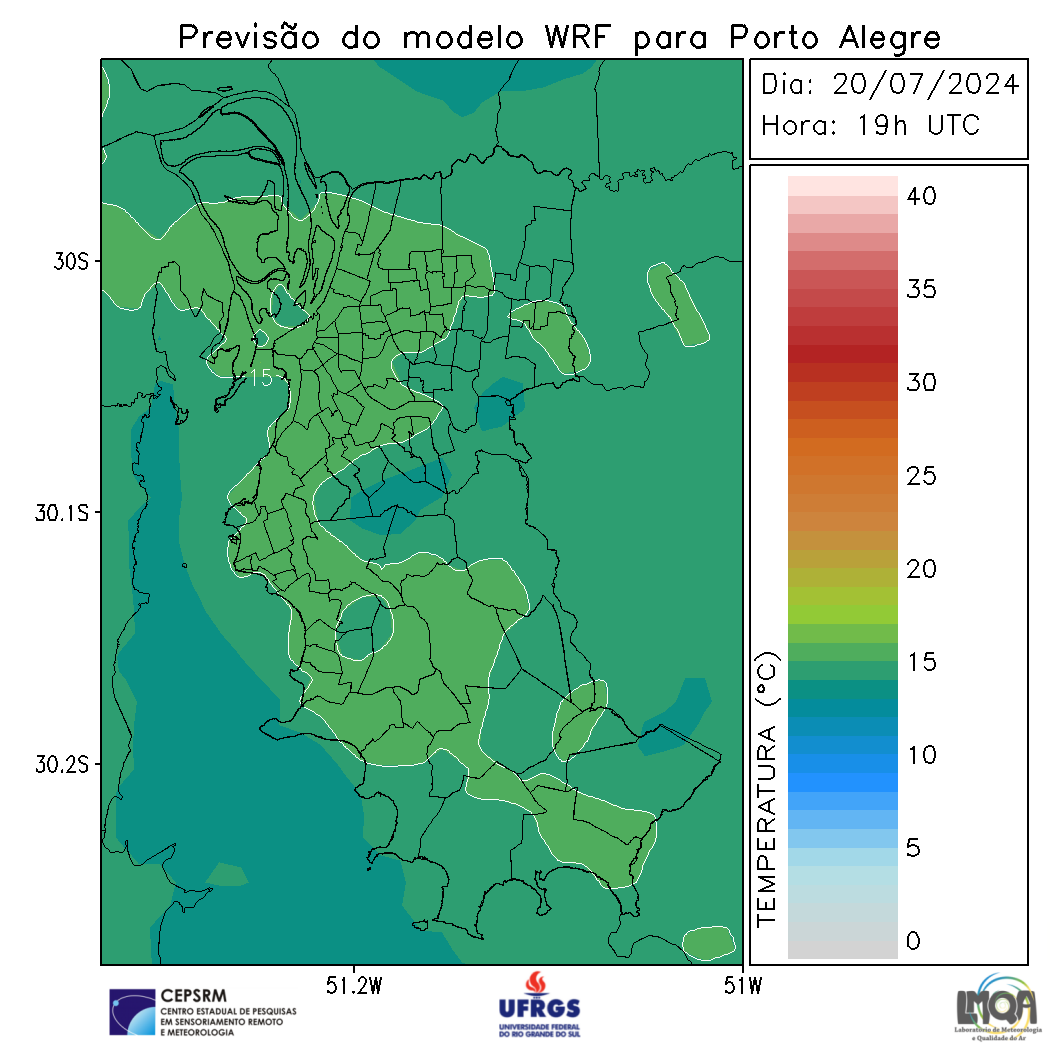 Previsão do modelo WRF para Porto Alegre
Dia: 20/07/2024
Hora: 19h UTC
40
35
30
25
20
15
10
5
0
TEMPERATURA (°C)
30S
30.1S
30.2S
15
51.2W
51W
CEPSRM
CENTRO ESTADUAL DE PESQUISAS
EM SENSORIAMENTO REMOTO
E METEOROLOGIA
UFRGS
UNIVERSIDADE FEDERAL
DO RIO GRANDE DO SUL
LMQA
Laboratório de Meteorologia
e Qualidade do Ar